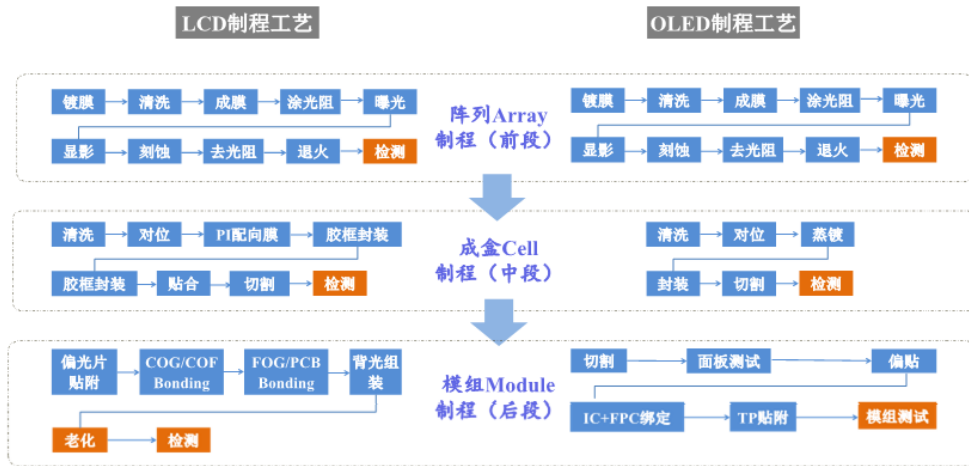 LCD制程工艺
OLED制程工艺
镀膜 清洗 成膜 涂光阻 曝光
显影 刻蚀 去光阻 退火 检测
阵列Array
制程（前段）
镀膜 清洗 成膜 涂光阻 曝光
显影 刻蚀 去光阻 退火 检测
清洗 对位 PI配向膜 胶框封装
胶框封装 贴合 切割 检测
成盒Cell
制程（中段）
清洗 对位 蒸镀
封装 切割 检测
偏光片
贴附
COG/COF
Bonding
FOG/PCB
Bonding
背光组
装
老化 检测
模组Module
制程（后段）
切割 面板测试 偏贴
IC+FPC绑定 TP贴附 模组测试